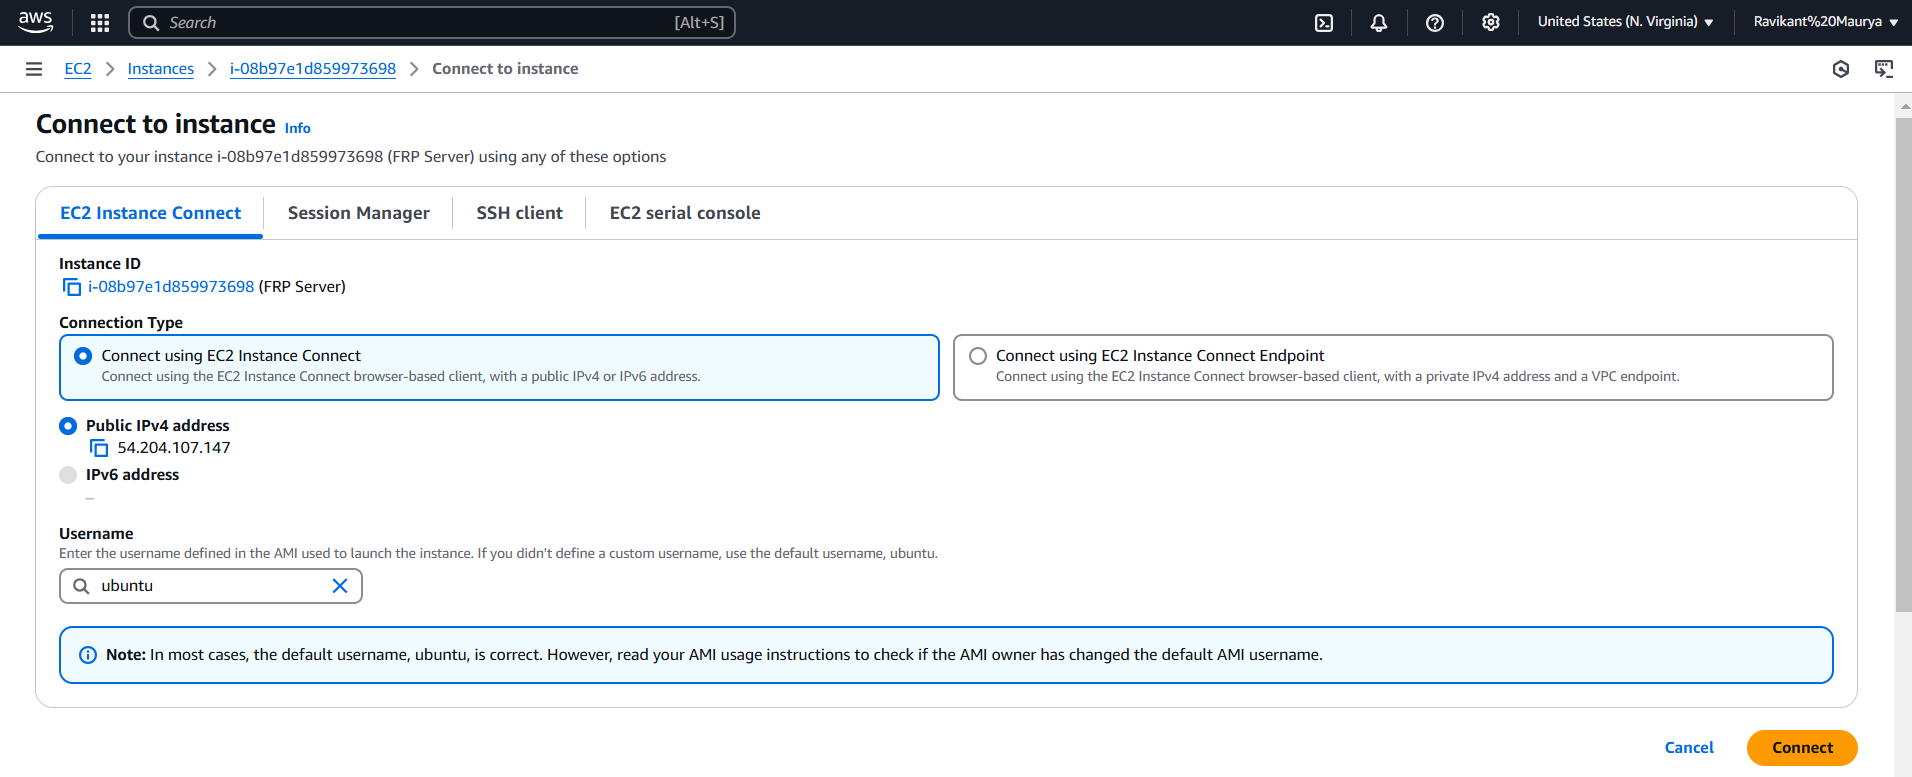 aws
Search [Alt+S]
United States (N. Virginia)
Ravikant%20Maurya
EC2 Instances i-08b97e1d859973698 Connect to instance
Connect to instance Info
Connect to your instance i-08b97e1d859973698 (FRP Server) using any of these options
EC2 Instance Connect Session Manager SSH client EC2 serial console
Instance ID
i-08b97e1d859973698 (FRP Server)
Connection Type
Connect using EC2 Instance Connect
Connect using the EC2 Instance Connect browser-based client, with a public IPv4 or IPv6 address.
Connect using EC2 Instance Connect Endpoint
Connect using the EC2 Instance Connect browser-based client, with a private IPv4 address and a VPC endpoint.
Public IPv4 address
54.204.107.147
IPv6 address
–
Username
Enter the username defined in the AMI used to launch the instance. If you didn't define a custom username, use the default username, ubuntu.
ubuntu
Note: In most cases, the default username, ubuntu, is correct. However, read your AMI usage instructions to check if the AMI owner has changed the default AMI username.
Cancel Connect